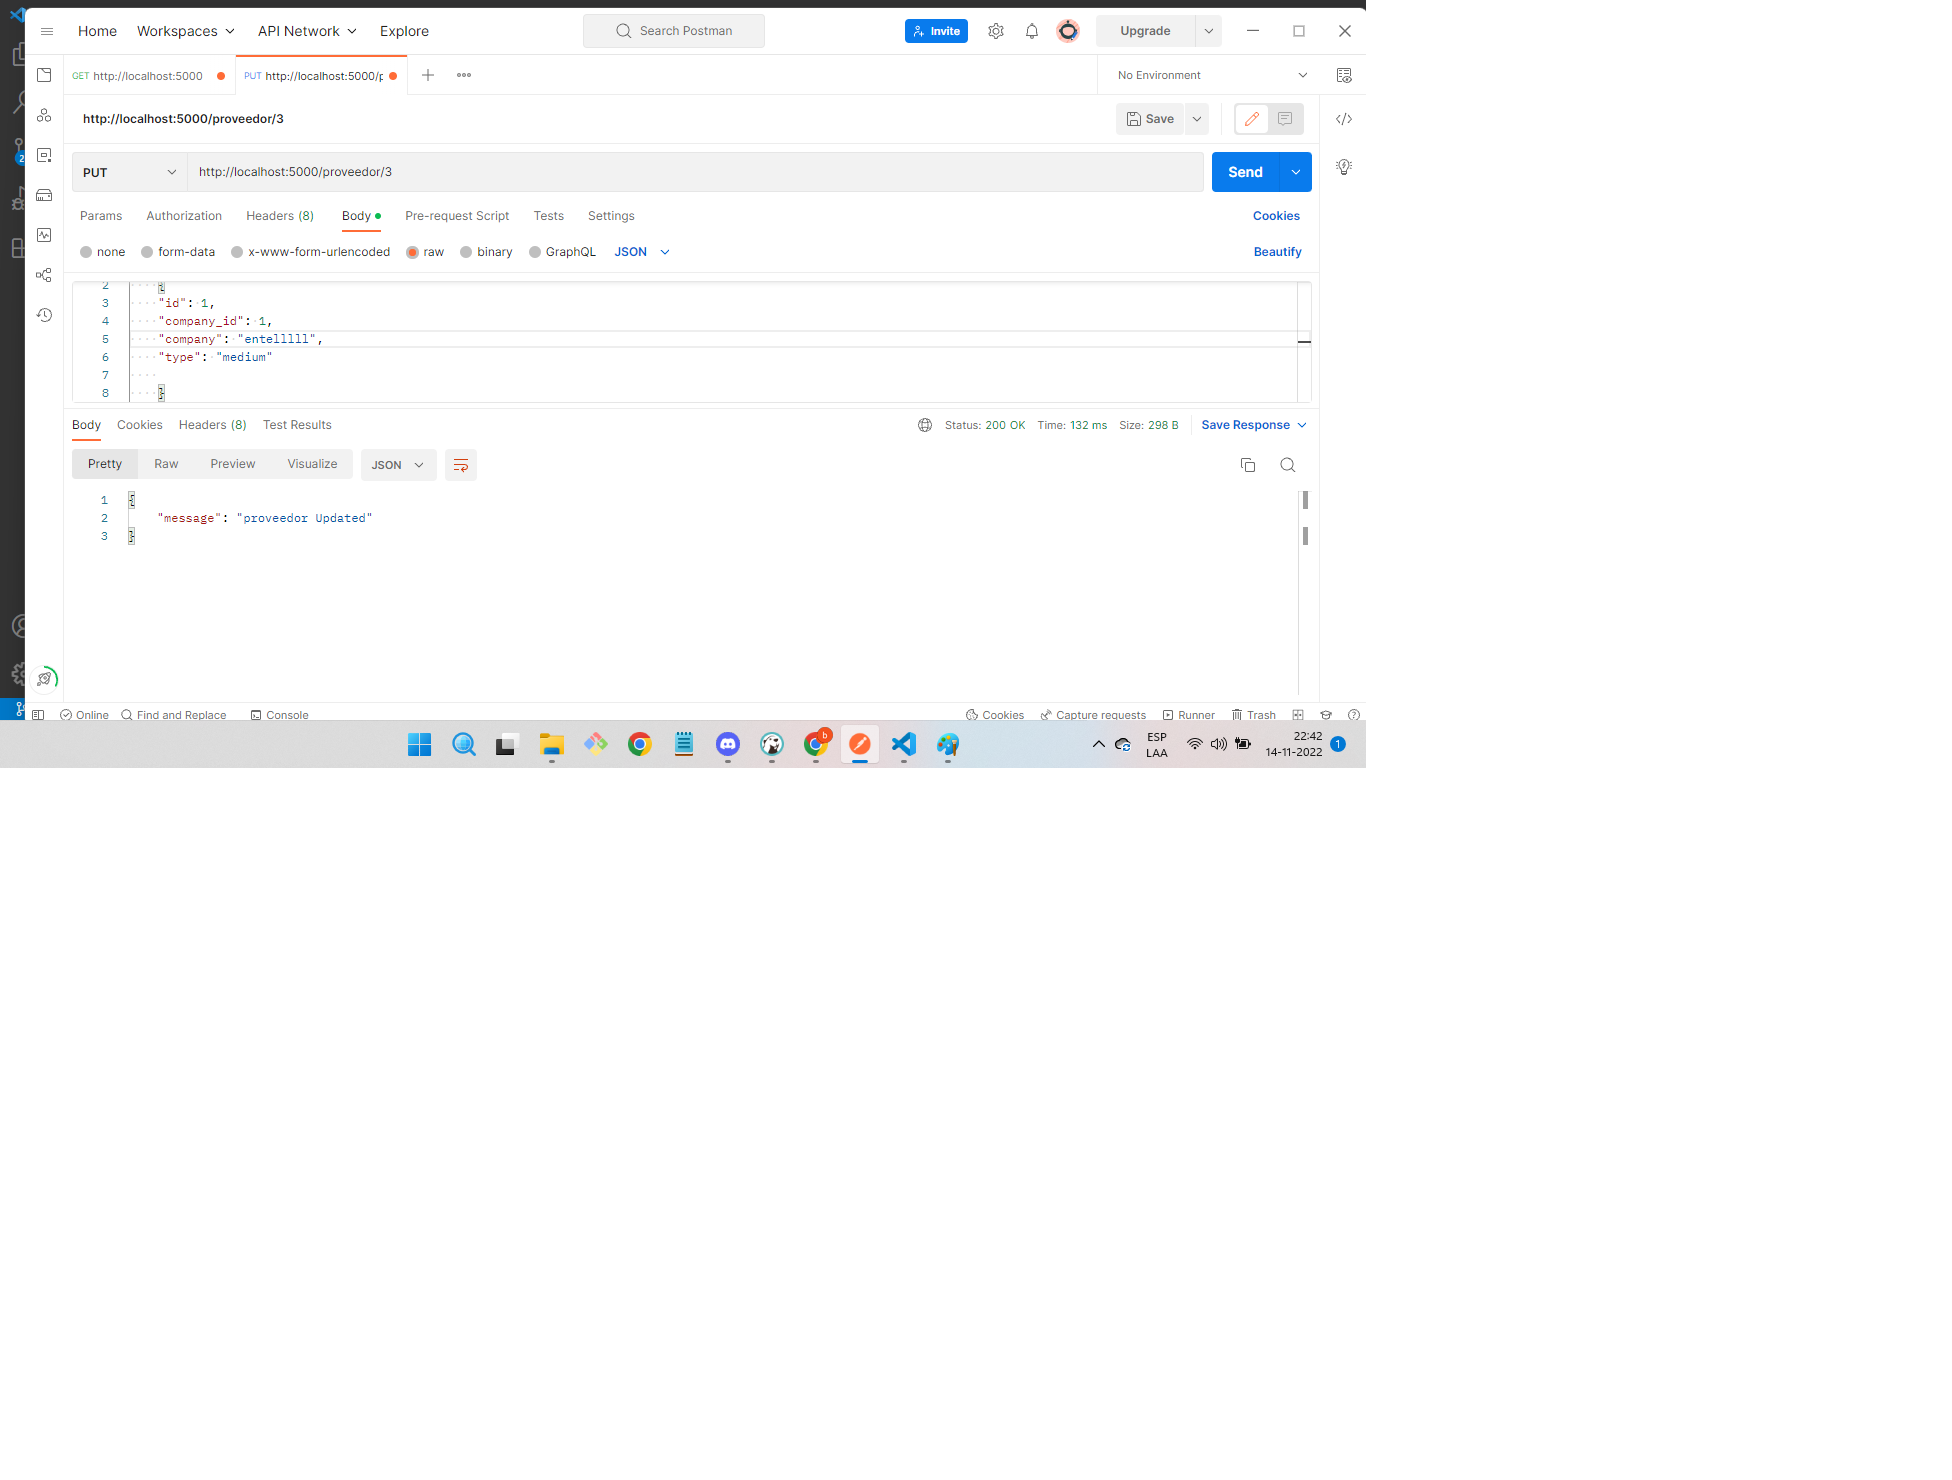 Home Workspaces API Network Explore Search Postman Invite Upgrade
GET http://localhost:5000 PUT http://localhost:5000/p No Environment
http://localhost:5000/proveedor/3 Save
PUT http://localhost:5000/proveedor/3 Send
Params Authorization Headers (8) Body Pre-request Script Tests Settings Cookies
none form-data x-www-form-urlencoded raw binary GraphQL JSON Beautify
2 {
3 "id": 1,
4 "company_id": 1,
5 "company": "entelllll",
6 "type": "medium"
7
8 }
Body Cookies Headers (8) Test Results Status: 200 OK Time: 132 ms Size: 298 B Save Response
Pretty Raw Preview Visualize JSON
1 {
2 "message": "proveedor Updated"
3 }
Online Find and Replace Console Cookies Capture requests Runner Trash
2
b
ESP
LAA
22:42
14-11-2022
1